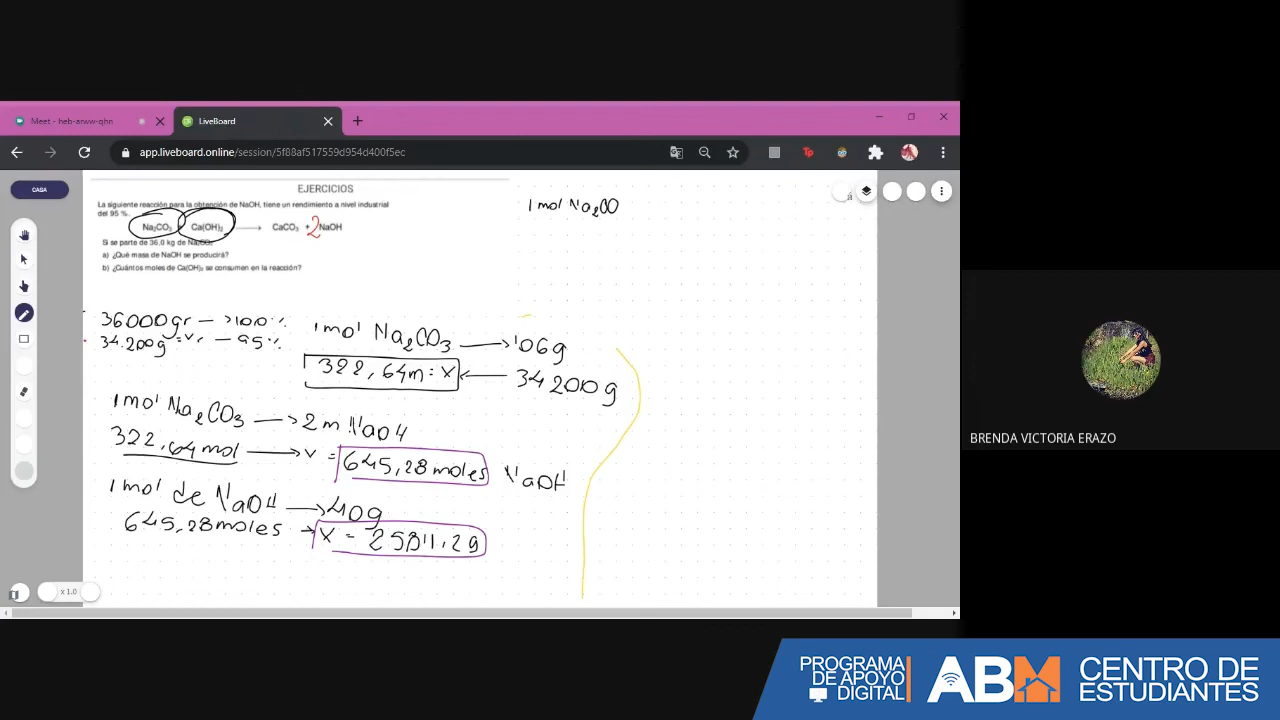 Meet - heb-arww-qhn
LiveBoard
app.liveboard.online/session/5f88af517559d954d400f5ec
CASA
EJERCICIOS
La siguiente reacción para la obtención de NaOH, tiene un rendimiento a nivel industrial
del 95 %.
Na₂CO₃ Ca(OH)₂ → CaCO₃ + 2 NaOH
Si se parte de 36.0 kg de Na₂CO₃
a) ¿Qué masa de NaOH se producirá?
b) ¿Cuántos moles de Ca(OH)₂ se consumen en la reacción?
1 mol Na₂CO
36000gr — >100%
34.200g = x — 95%
1 mol Na₂CO₃ → 106g
322,64m = x ← 34200g
1 mol Na₂CO₃ → 2 m NaOH
322,64 mol → x = 645,28 moles NaOH
1 mol de NaOH → 40g
645,28 moles → x = 25811,2g
x 1.0
BRENDA VICTORIA ERAZO
PROGRAMA
DE APOYO
DIGITAL
ABM
CENTRO DE
ESTUDIANTES